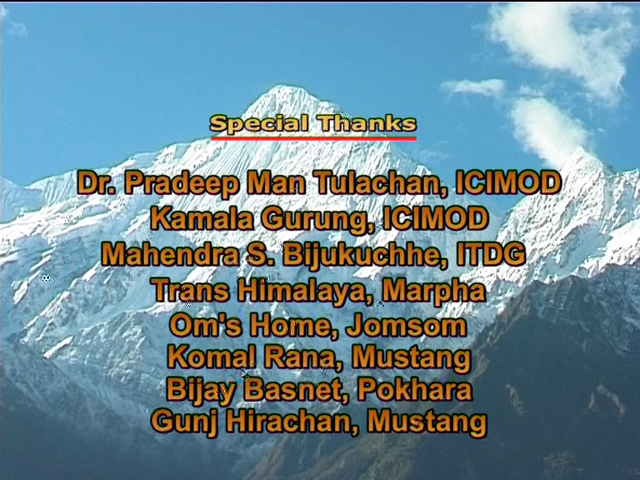 Special Thanks
Dr. Pradeep Man Tulachan, ICIMOD
Kamala Gurung, ICIMOD
Mahendra S. Bijukuchhe, ITDG
Trans Himalaya, Marpha
Om's Home, Jomsom
Komal Rana, Mustang
Bijay Basnet, Pokhara
Gunj Hirachan, Mustang